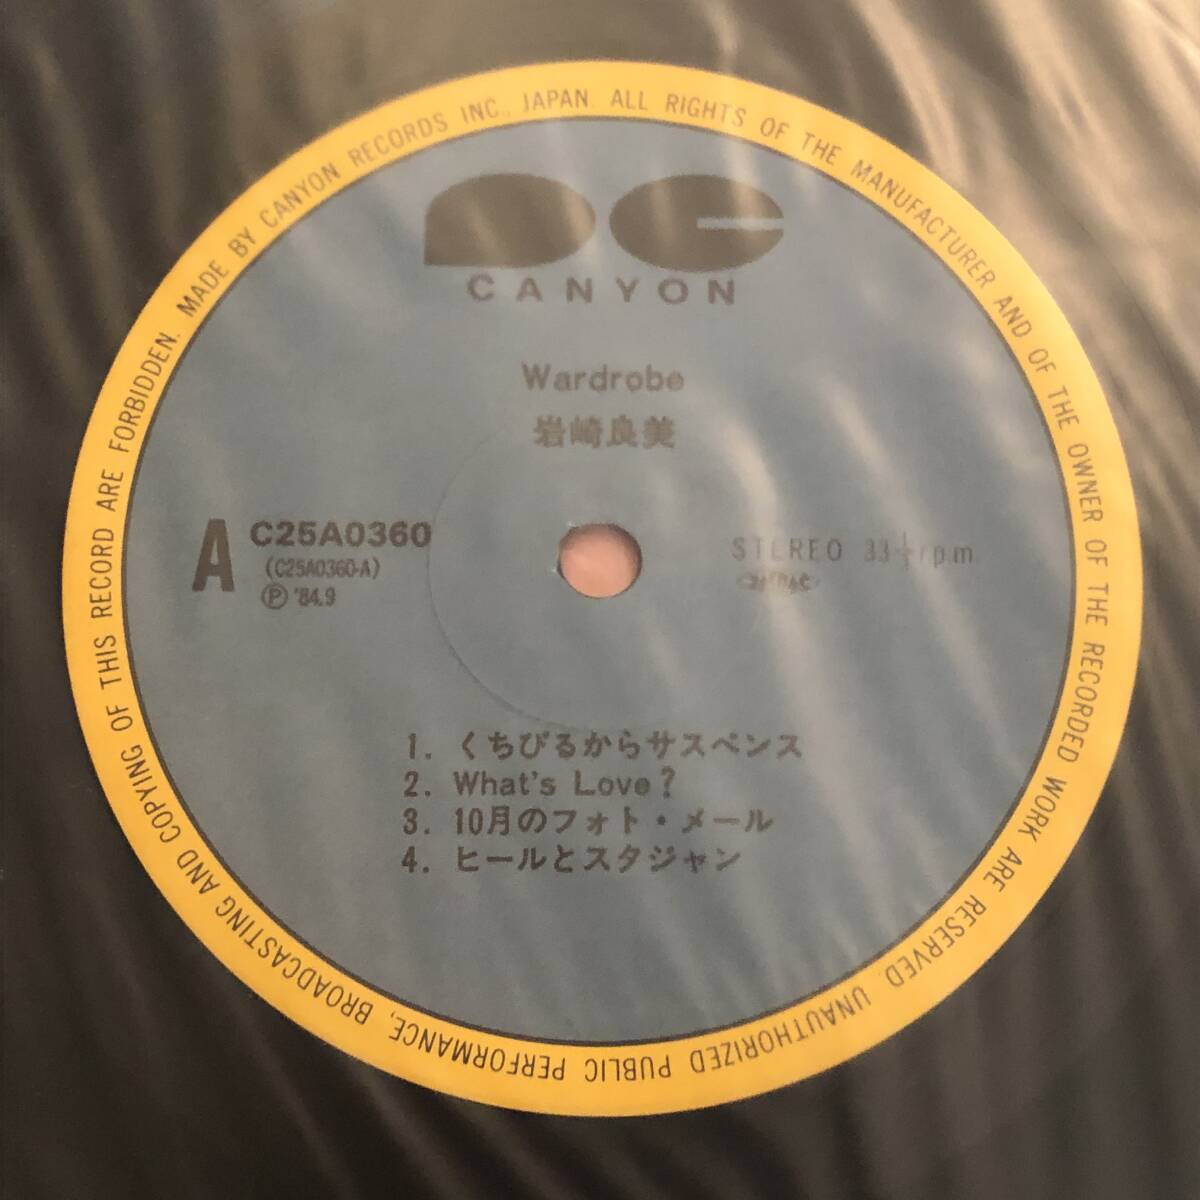 MADE BY CANYON RECORDS INC., JAPAN. ALL RIGHTS OF THE MANUFACTURER AND OF THE OWNER OF THE RECORDED WORK ARE RESERVED. UNAUTHORIZED PUBLIC PERFORMANCE, BROADCASTING AND COPYING OF THIS RECORD ARE FORBIDDEN.
CANYON
Wardrobe
岩崎良美
A C25A0360
(C25A0360-A)
Ⓟ '84.9
STEREO 33⅓ rpm
1. くちびるからサスペンス
2. What's Love?
3. 10月のフォト・メール
4. ヒールとスタジャン